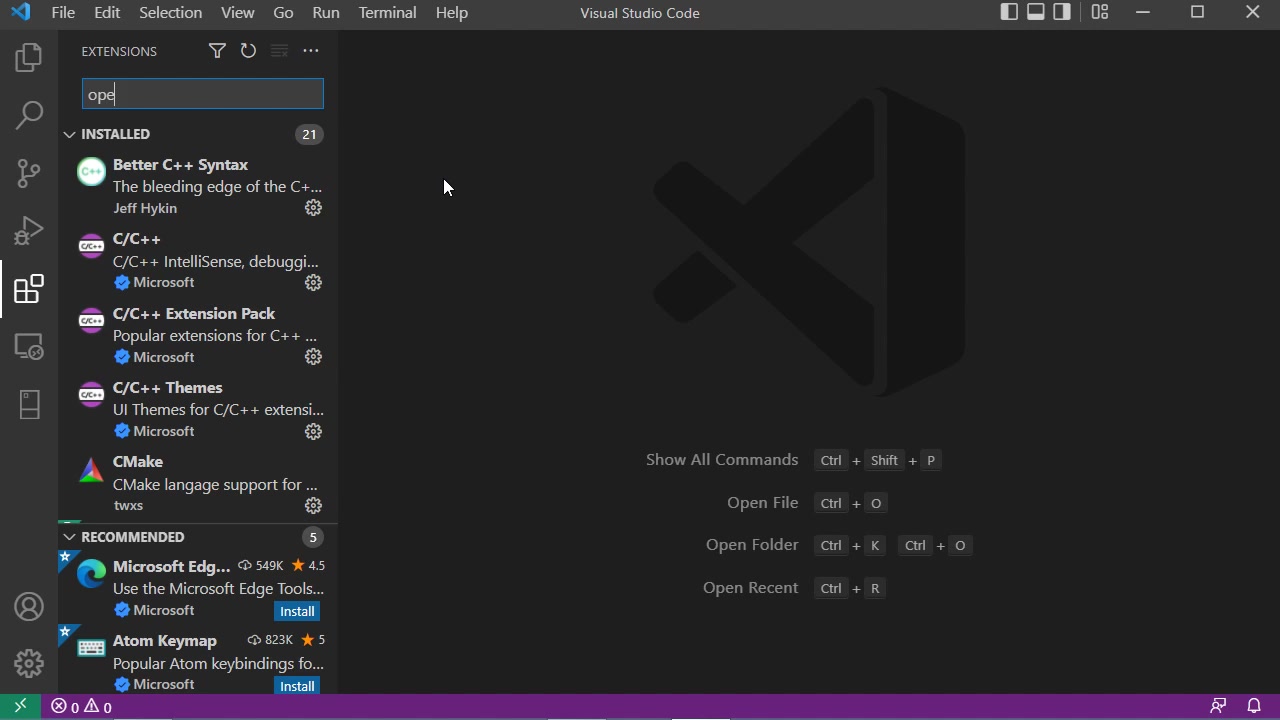 File Edit Selection View Go Run Terminal Help Visual Studio Code
EXTENSIONS
ope
INSTALLED 21
C++ Better C++ Syntax
The bleeding edge of the C+...
Jeff Hykin
C/C++ C/C++
C/C++ IntelliSense, debuggi...
Microsoft
C/C++ C/C++ Extension Pack
Popular extensions for C++ ...
Microsoft
C/C++ C/C++ Themes
UI Themes for C/C++ extensi...
Microsoft
CMake
CMake langage support for ...
twxs
RECOMMENDED 5
Microsoft Edg... 549K 4.5
Use the Microsoft Edge Tools...
Microsoft Install
Atom Keymap 823K 5
Popular Atom keybindings fo...
Microsoft Install
Show All Commands Ctrl + Shift + P
Open File Ctrl + O
Open Folder Ctrl + K Ctrl + O
Open Recent Ctrl + R
0 0